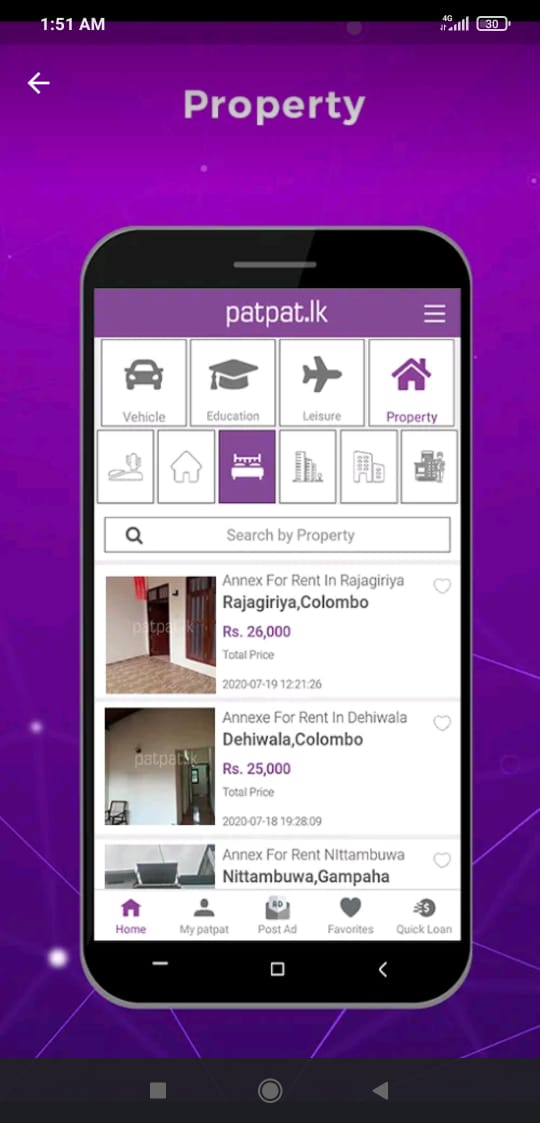 1:51 AM
4G
30
Property
patpat.lk
Vehicle
Education
Leisure
Property
Search by Property
Annex For Rent In Rajagiriya
Rajagiriya,Colombo
Rs. 26,000
Total Price
2020-07-19 12:21:26
patpat.lk
Annexe For Rent In Dehiwala
Dehiwala,Colombo
Rs. 25,000
Total Price
2020-07-18 19:28:09
patpat.lk
Annex For Rent NIttambuwa
Nittambuwa,Gampaha
AD
Home
My patpat
Post Ad
Favorites
Quick Loan